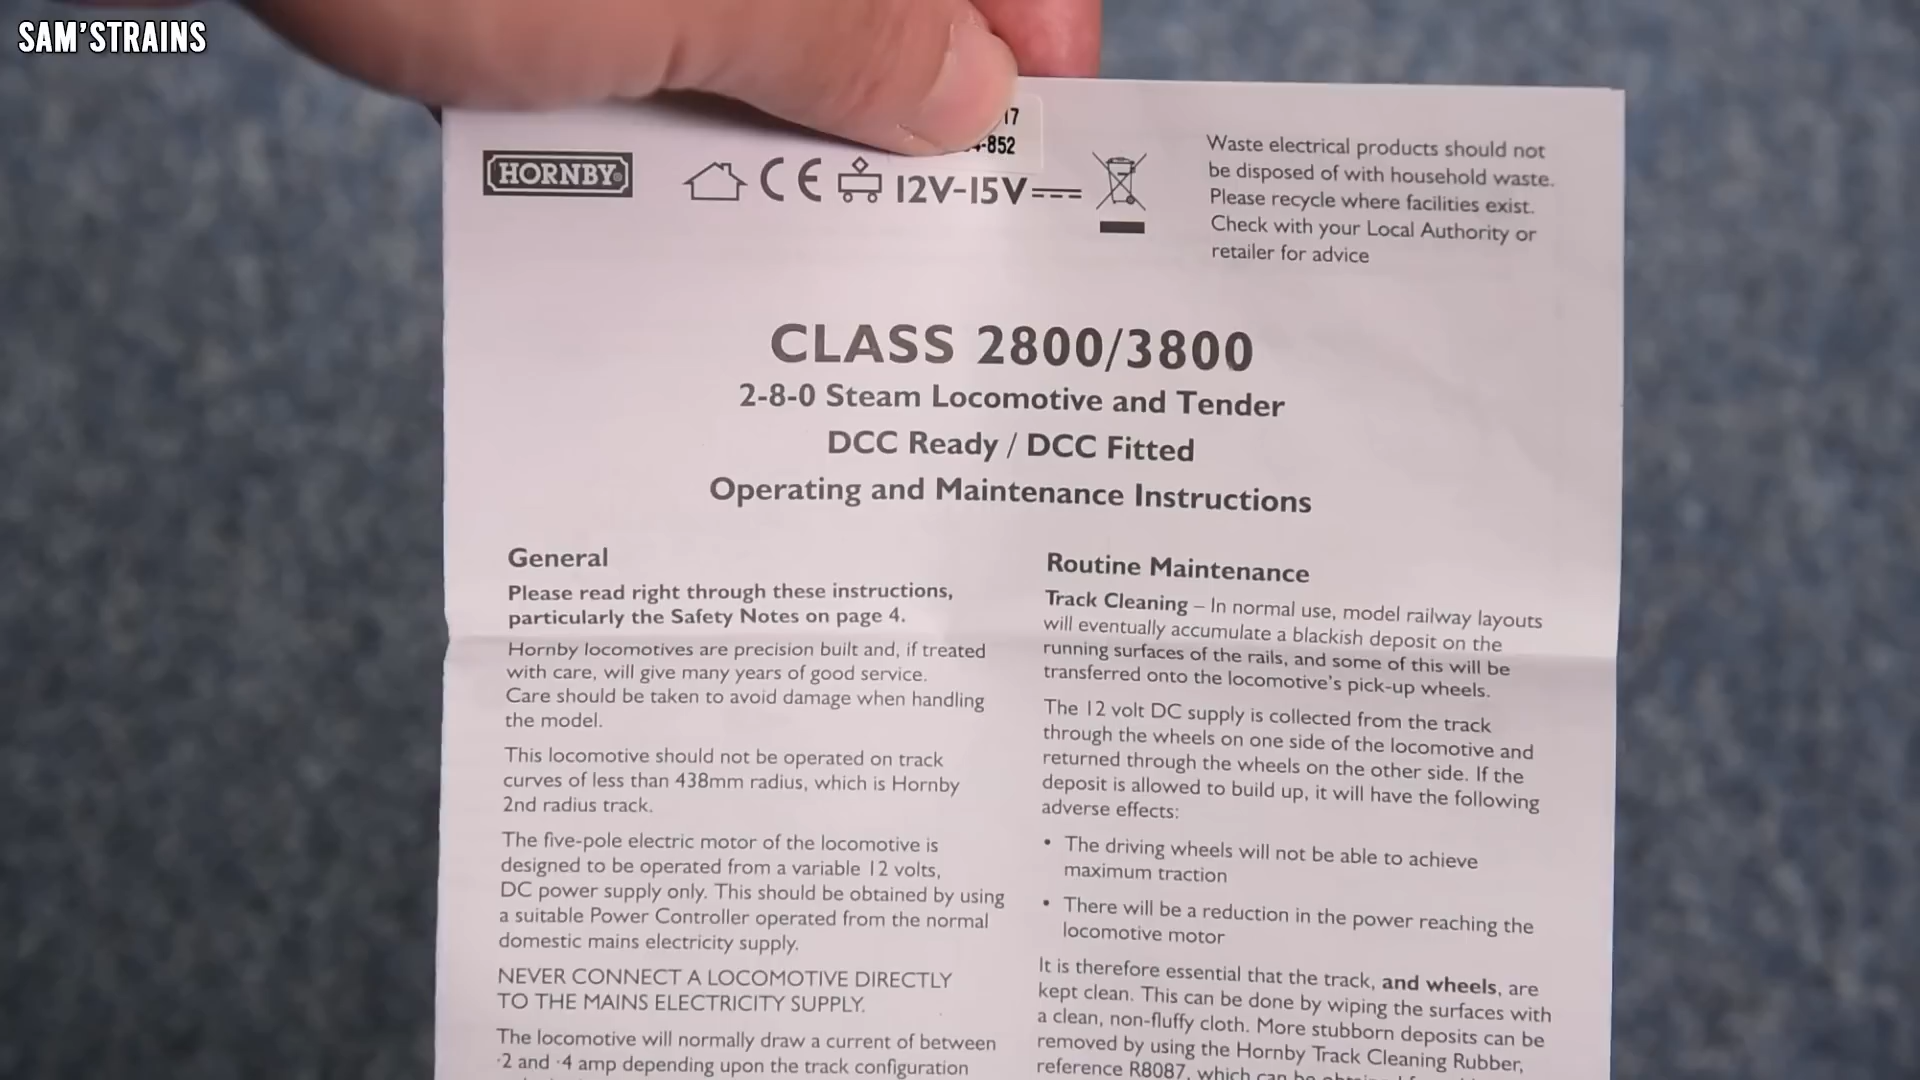 SAM'STRAINS
17
-852
HORNBY
CE
12V-15V
Waste electrical products should not
be disposed of with household waste.
Please recycle where facilities exist.
Check with your Local Authority or
retailer for advice
CLASS 2800/3800
2-8-0 Steam Locomotive and Tender
DCC Ready / DCC Fitted
Operating and Maintenance Instructions
General
Please read right through these instructions,
particularly the Safety Notes on page 4.
Hornby locomotives are precision built and, if treated
with care, will give many years of good service.
Care should be taken to avoid damage when handling
the model.
This locomotive should not be operated on track
curves of less than 438mm radius, which is Hornby
2nd radius track.
The five-pole electric motor of the locomotive is
designed to be operated from a variable 12 volts,
DC power supply only. This should be obtained by using
a suitable Power Controller operated from the normal
domestic mains electricity supply.
NEVER CONNECT A LOCOMOTIVE DIRECTLY
TO THE MAINS ELECTRICITY SUPPLY.
The locomotive will normally draw a current of between
·2 and ·4 amp depending upon the track configuration
Routine Maintenance
Track Cleaning – In normal use, model railway layouts
will eventually accumulate a blackish deposit on the
running surfaces of the rails, and some of this will be
transferred onto the locomotive's pick-up wheels.
The 12 volt DC supply is collected from the track
through the wheels on one side of the locomotive and
returned through the wheels on the other side. If the
deposit is allowed to build up, it will have the following
adverse effects:
• The driving wheels will not be able to achieve
maximum traction
• There will be a reduction in the power reaching the
locomotive motor
It is therefore essential that the track, and wheels, are
kept clean. This can be done by wiping the surfaces with
a clean, non-fluffy cloth. More stubborn deposits can be
removed by using the Hornby Track Cleaning Rubber,
reference R8087, which can be